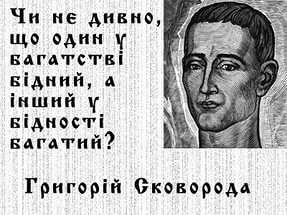 Чи не дивно,
що один у
багатстві
бідний, а
інший у
бідності
багатий?
Григорій Сковорода